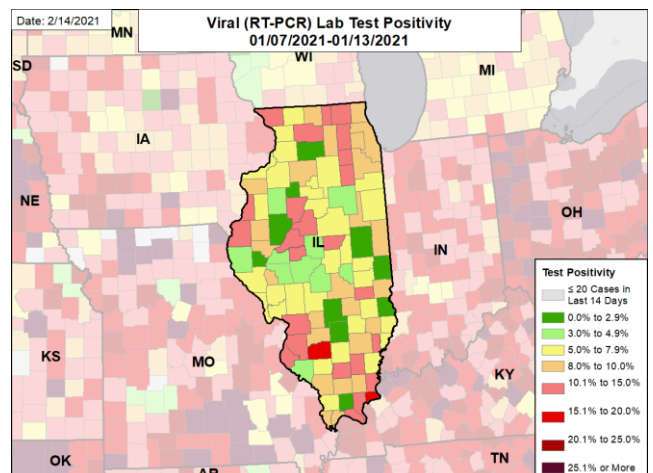 Date: 2/14/2021
Viral (RT-PCR) Lab Test Positivity
01/07/2021-01/13/2021
MN
SD
WI
MI
IA
NE
IL
IN
OH
KS
MO
KY
OK
AR
TN
Test Positivity
≤ 20 Cases in
Last 14 Days
0.0% to 2.9%
3.0% to 4.9%
5.0% to 7.9%
8.0% to 10.0%
10.1% to 15.0%
15.1% to 20.0%
20.1% to 25.0%
25.1% or More